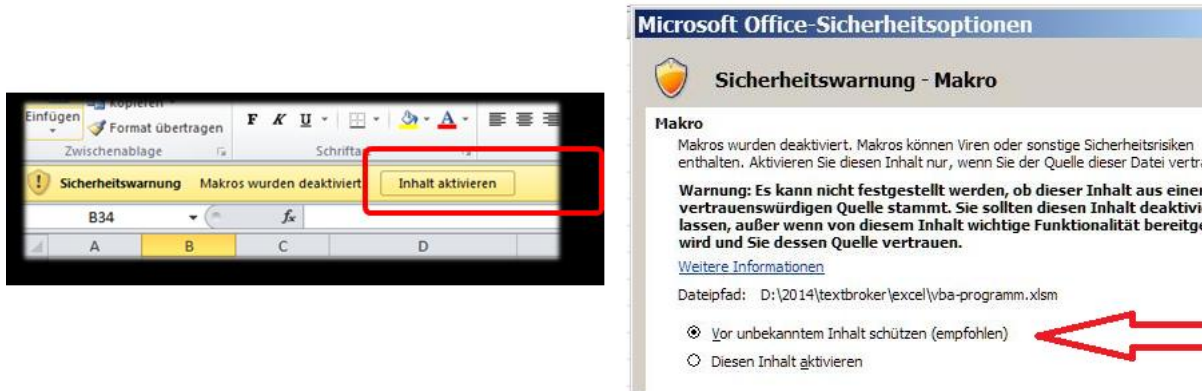 Kopieren
Einfügen
Format übertragen
F K U A
Zwischenablage
Schriftart
Sicherheitswarnung Makros wurden deaktiviert Inhalt aktivieren
B34 fx
A B C D
Microsoft Office-Sicherheitsoptionen
Sicherheitswarnung - Makro
Makro
Makros wurden deaktiviert. Makros können Viren oder sonstige Sicherheitsrisiken
enthalten. Aktivieren Sie diesen Inhalt nur, wenn Sie der Quelle dieser Datei vertra
Warnung: Es kann nicht festgestellt werden, ob dieser Inhalt aus einer
vertrauenswürdigen Quelle stammt. Sie sollten diesen Inhalt deaktivie
lassen, außer wenn von diesem Inhalt wichtige Funktionalität bereitge
wird und Sie dessen Quelle vertrauen.
Weitere Informationen
Dateipfad: D:\2014\textbroker\excel\vba-programm.xlsm
Vor unbekanntem Inhalt schützen (empfohlen)
Diesen Inhalt aktivieren